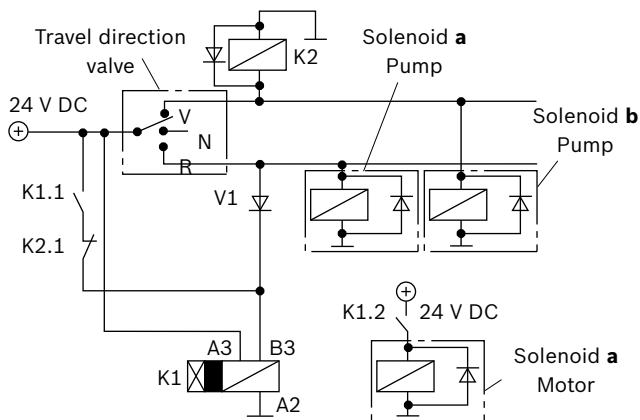 Travel direction
valve
K2
Solenoid a
Pump
24 V DC
V
N
R
Solenoid b
Pump
K1.1
V1
K2.1
K1.2
24 V DC
A3
B3
K1
A2
Solenoid a
Motor